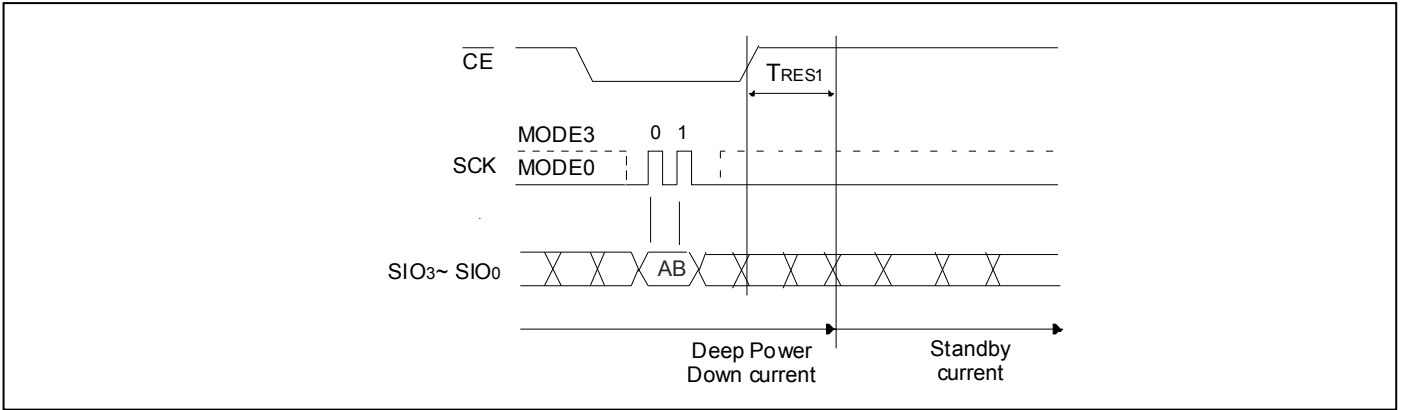 CE
TRES1
MODE3 0 1
SCK MODE0
SIO3~ SIO0 AB
Deep Power
Down current
Standby
current